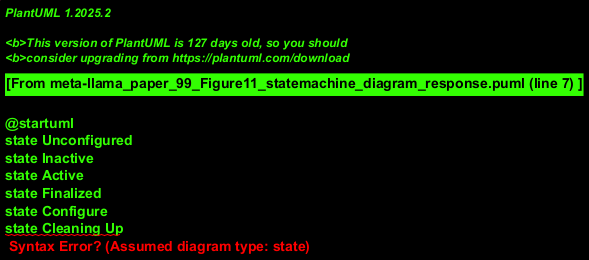 PlantUML 1.2025.2
<b>This version of PlantUML is 127 days old, so you should
<b>consider upgrading from https://plantuml.com/download
[From meta-llama_paper_99_Figure11_statemachine_diagram_response.puml (line 7) ]
@startuml
state Unconfigured
state Inactive
state Active
state Finalized
state Configure
state Cleaning Up
Syntax Error? (Assumed diagram type: state)